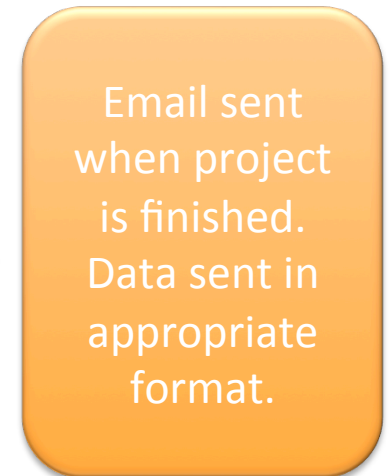 Email sent
when project
is finished.
Data sent in
appropriate
format.